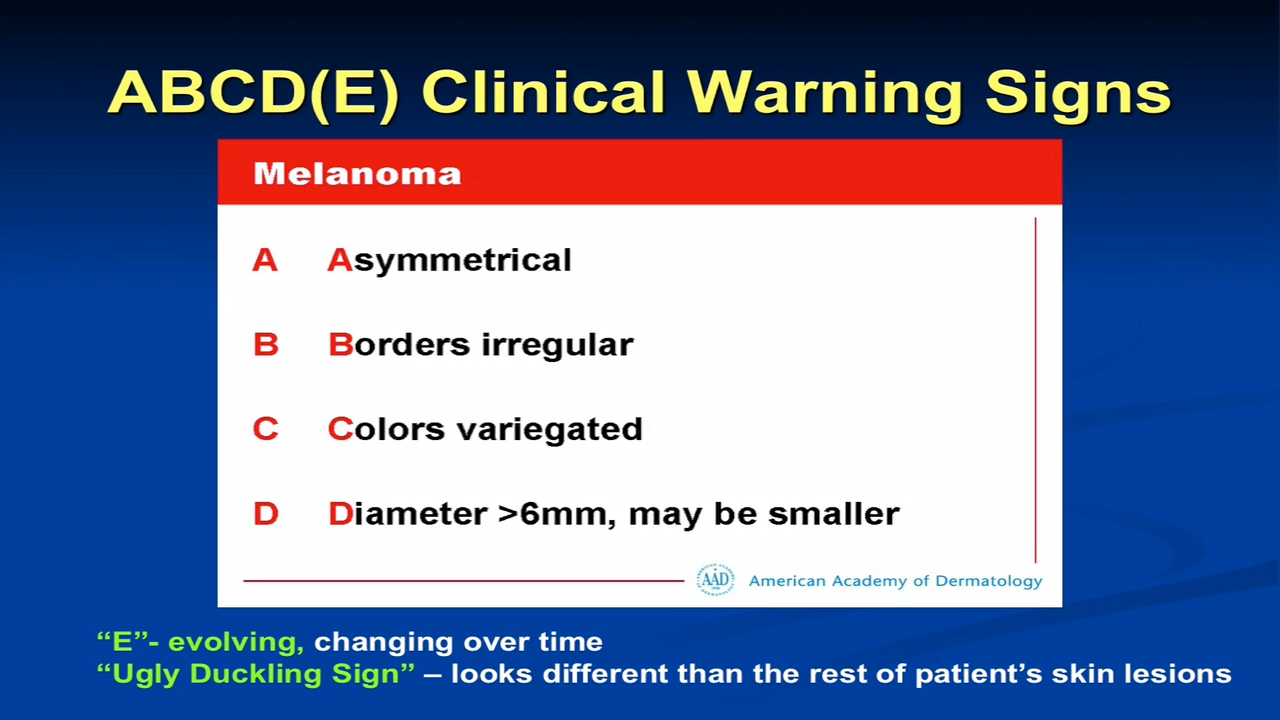 ABCD(E) Clinical Warning Signs
Melanoma
A Asymmetrical
B Borders irregular
C Colors variegated
D Diameter >6mm, may be smaller
AAD American Academy of Dermatology
“E”- evolving, changing over time
“Ugly Duckling Sign” – looks different than the rest of patient’s skin lesions